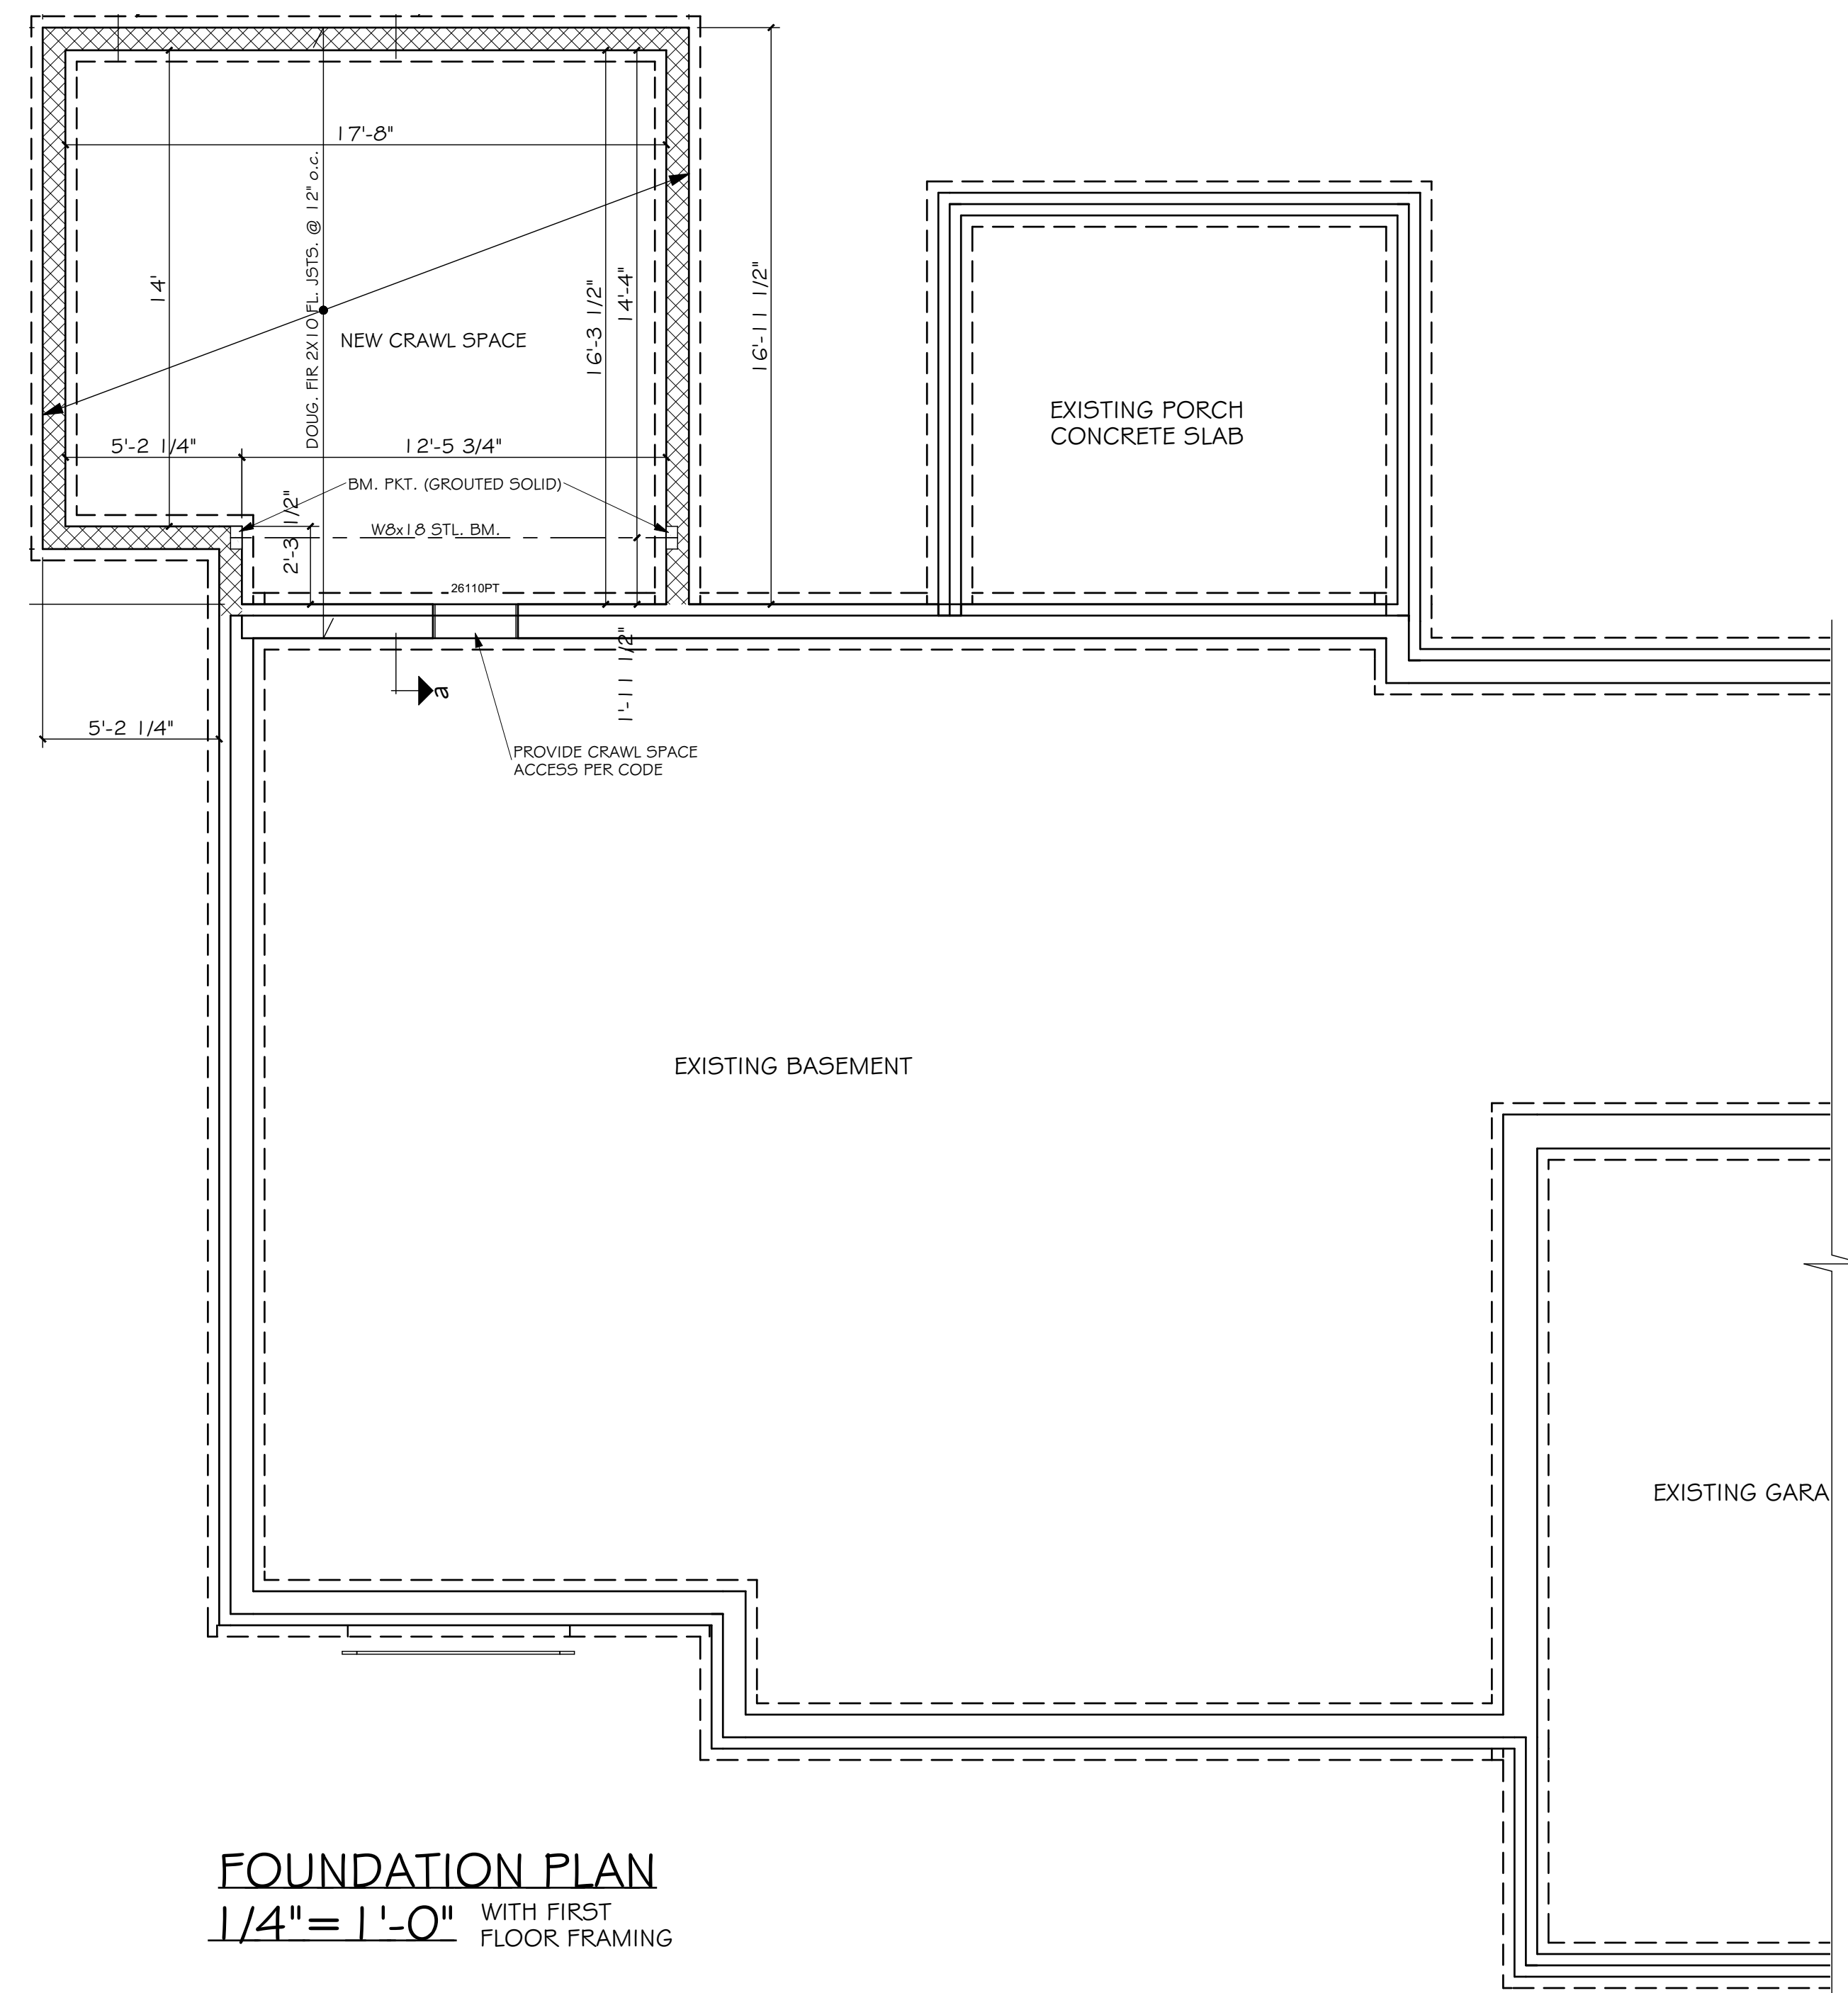 17'-8"
DOUG. FIR 2X10 FL. JSTS. @ 12" o.c.
14'
16'-3 1/2"
14'-4"
16'-11 1/2"
NEW CRAWL SPACE
EXISTING PORCH
CONCRETE SLAB
5'-2 1/4"
12'-5 3/4"
BM. PKT. (GROUTED SOLID)
2'-3 1/2"
W8x18 STL. BM.
26110PT
1'-11 1/2"
a
5'-2 1/4"
PROVIDE CRAWL SPACE
ACCESS PER CODE
EXISTING BASEMENT
EXISTING GARA
FOUNDATION PLAN
1/4"= 1'-0"
WITH FIRST
FLOOR FRAMING